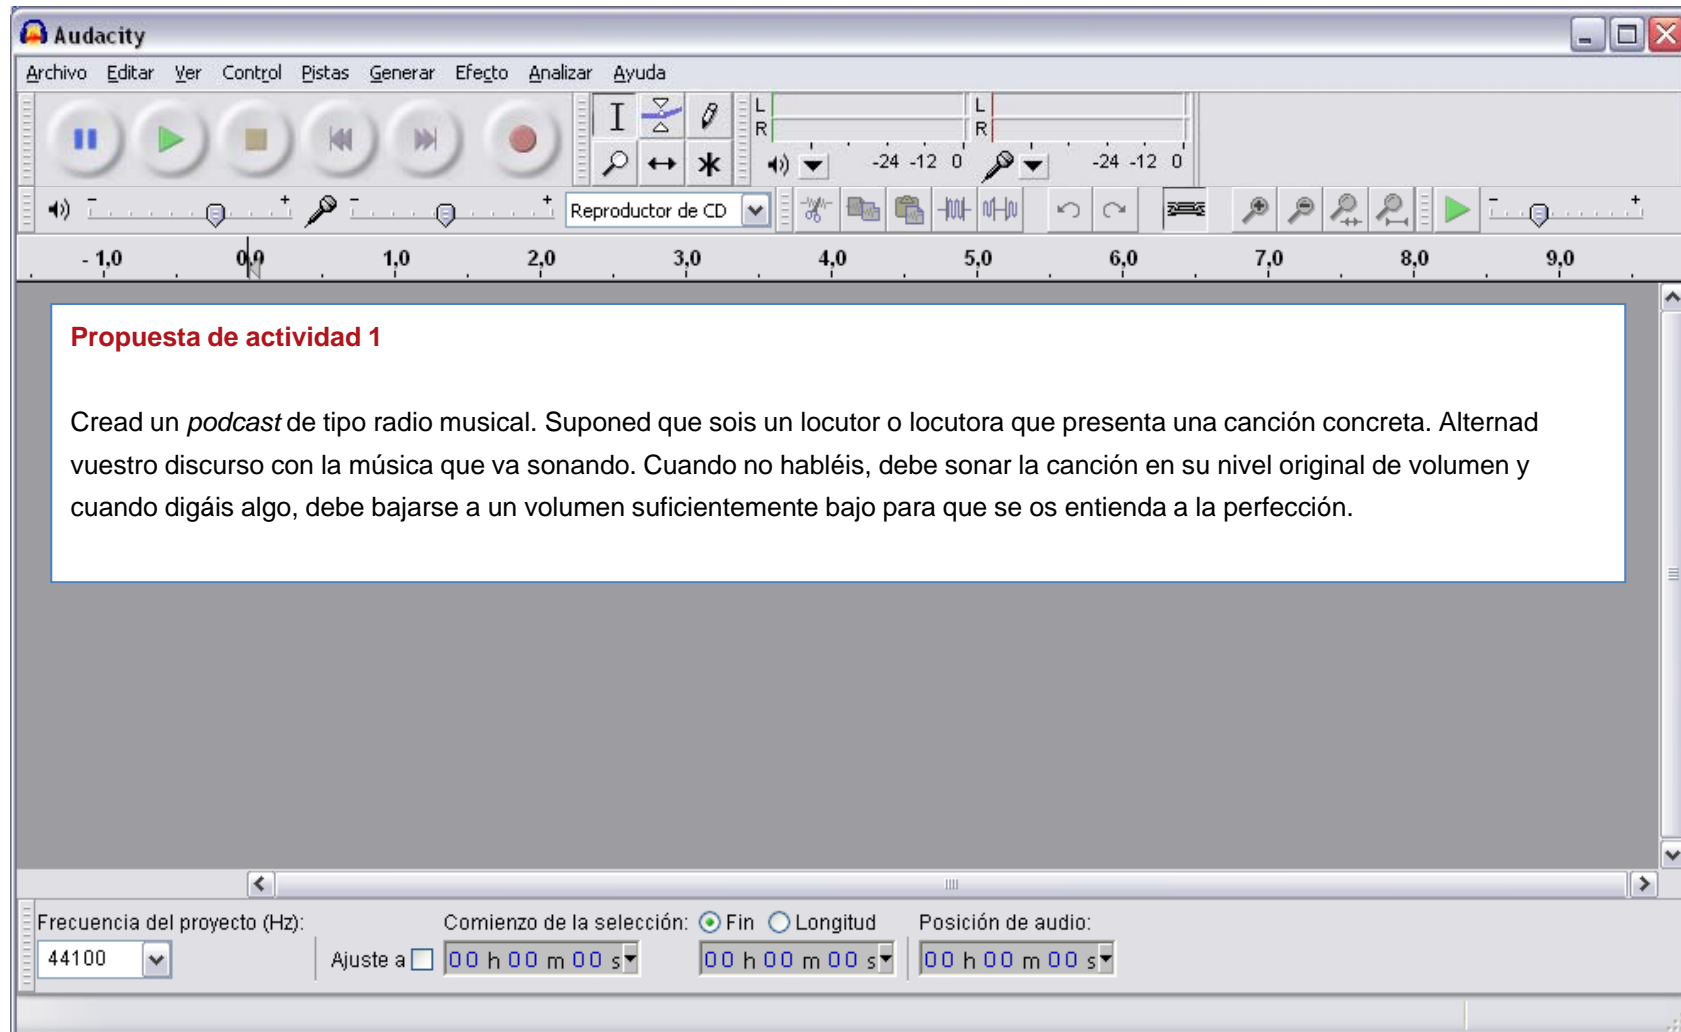 Audacity
Archivo Editar Ver Control Pistas Generar Efecto Analizar Ayuda
L
R
-24 -12 0
L
R
-24 -12 0
- + - + Reproductor de CD - +
- 1,0 0,0 1,0 2,0 3,0 4,0 5,0 6,0 7,0 8,0 9,0
Propuesta de actividad 1
Cread un podcast de tipo radio musical. Suponed que sois un locutor o locutora que presenta una canción concreta. Alternad
vuestro discurso con la música que va sonando. Cuando no habléis, debe sonar la canción en su nivel original de volumen y
cuando digáis algo, debe bajarse a un volumen suficientemente bajo para que se os entienda a la perfección.
Frecuencia del proyecto (Hz): Comienzo de la selección: Fin Longitud Posición de audio:
44100 Ajuste a 00 h 00 m 00 s 00 h 00 m 00 s 00 h 00 m 00 s